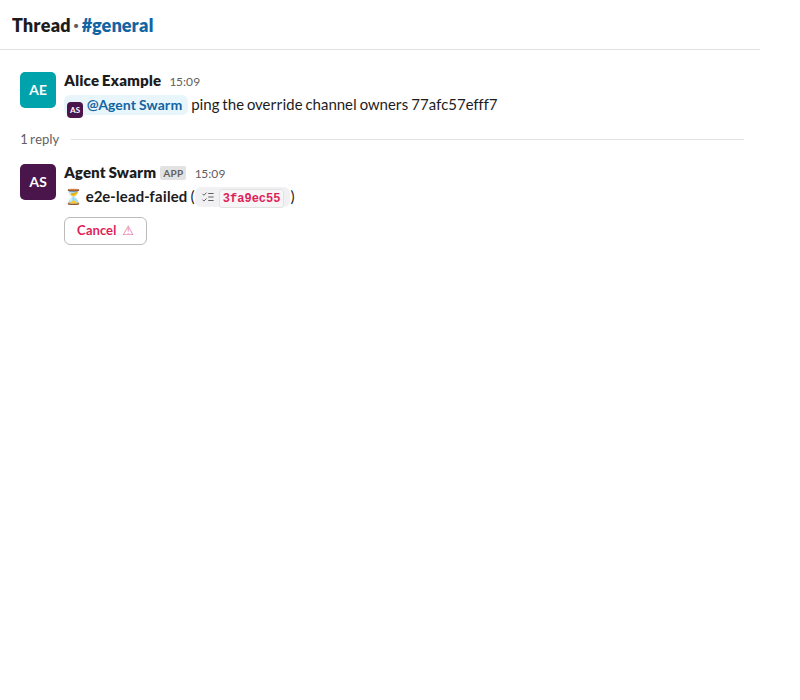 Thread • #general
AE Alice Example 15:09
AS @Agent Swarm ping the override channel owners 77afc57efff7
1 reply
AS Agent Swarm APP 15:09
⏳ e2e-lead-failed ( 3fa9ec55 )
Cancel ⚠